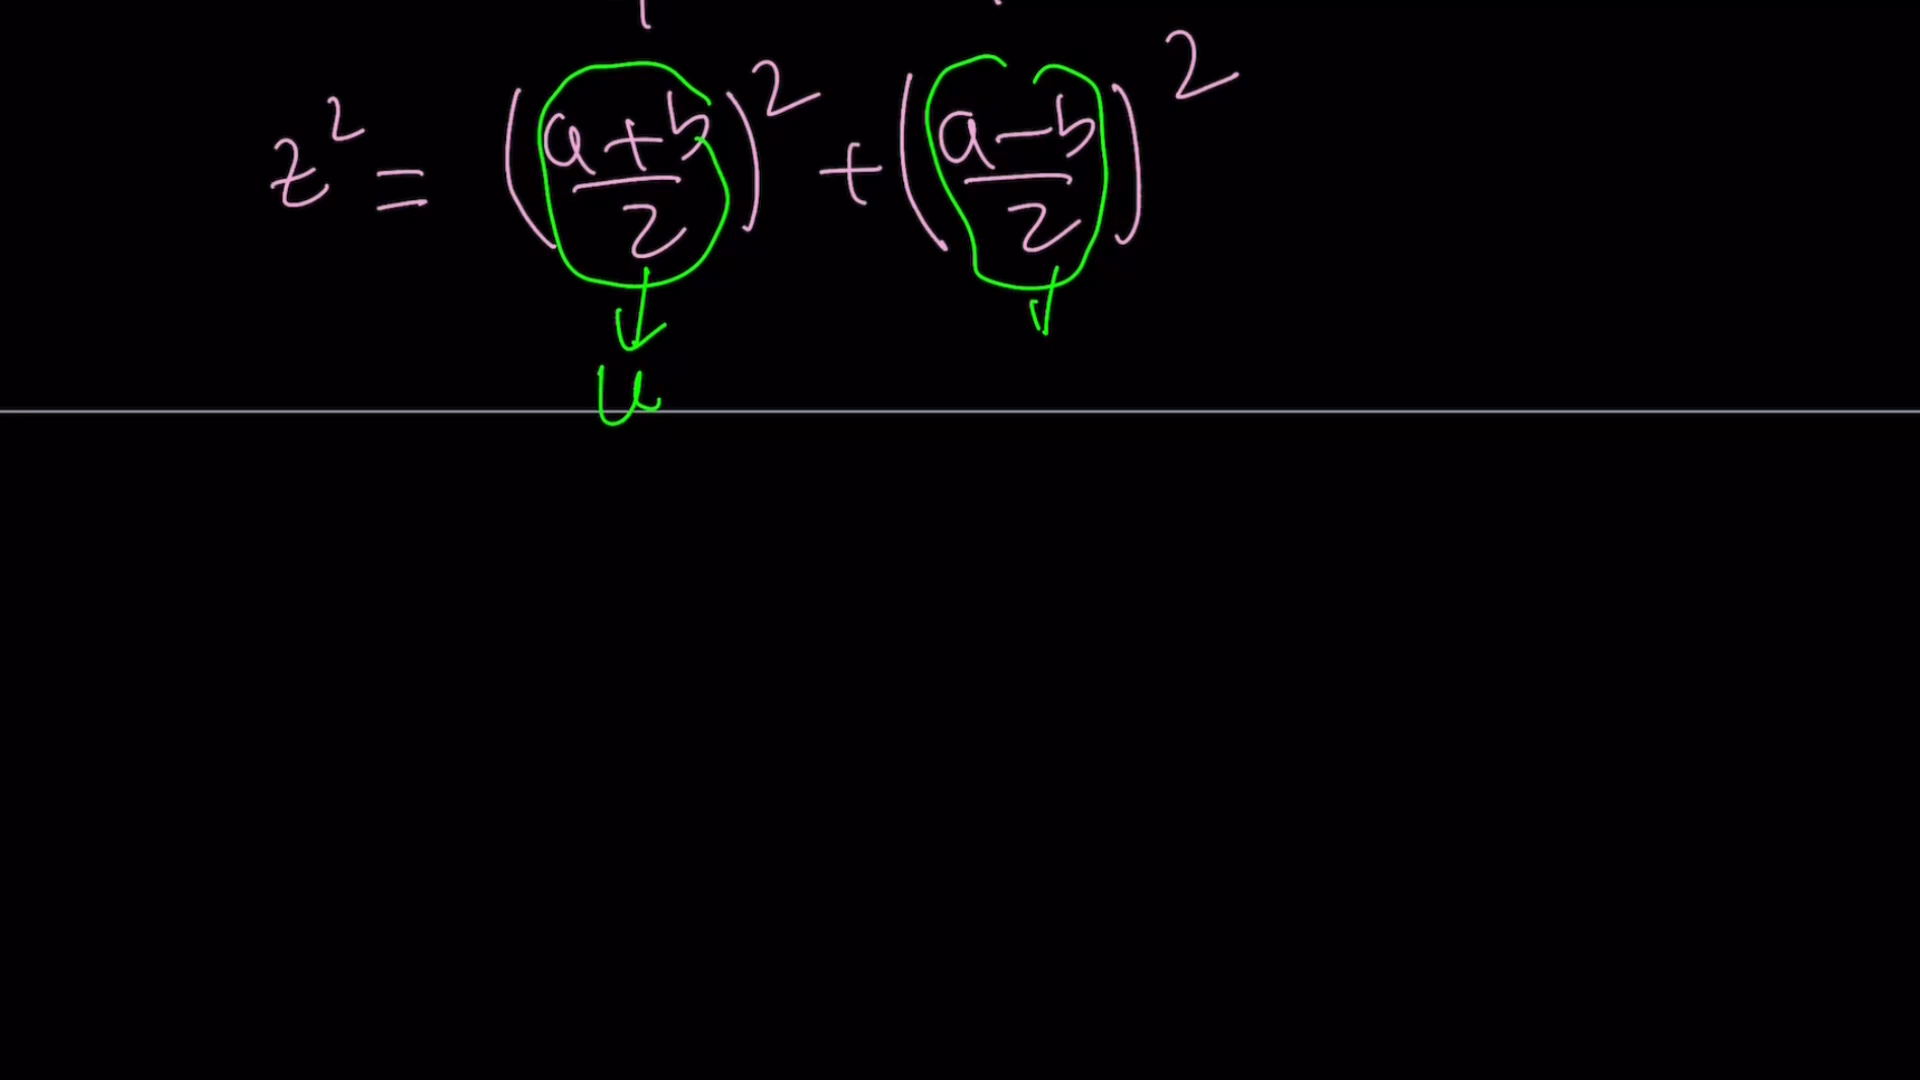 z² = ((a+b)/2)² + ((a-b)/2)²
↓ ↓
u